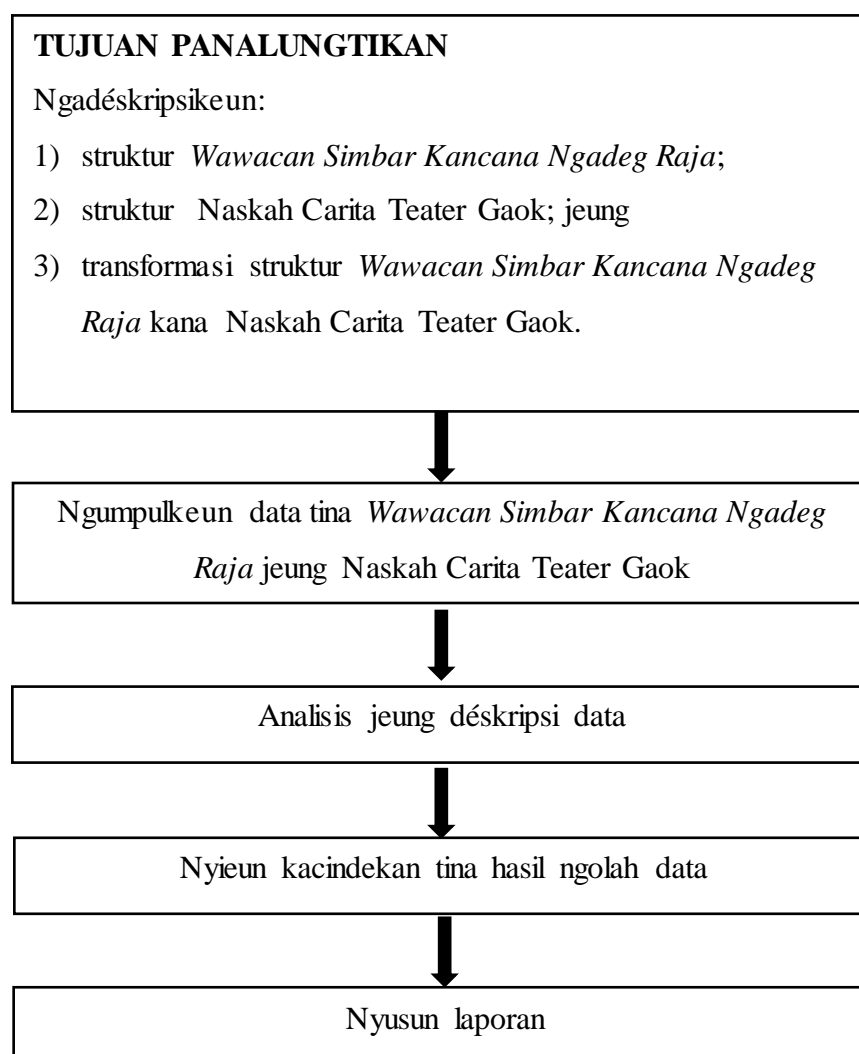 TUJUAN PANALUNGTIKAN
Ngadéskripsikeun:
1) struktur Wawacan Simbar Kancana Ngadeg Raja;
2) struktur Naskah Carita Teater Gaok; jeung
3) transformasi struktur Wawacan Simbar Kancana Ngadeg
Raja kana Naskah Carita Teater Gaok.
Ngumpulkeun data tina Wawacan Simbar Kancana Ngadeg
Raja jeung Naskah Carita Teater Gaok
Analisis jeung déskripsi data
Nyieun kacindekan tina hasil ngolah data
Nyusun laporan